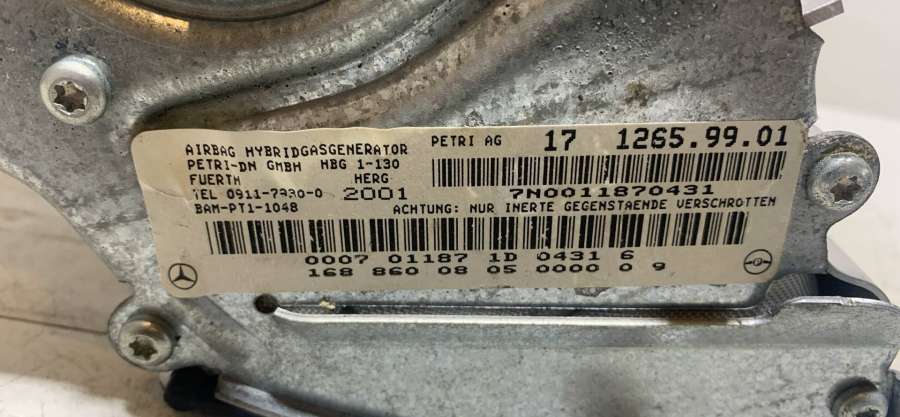 AIRBAG HYBRIDGASGENERATOR
PETRI-DN GMBH HBG 1-130
FUERTH HERG
TEL 0911-7330-0 2001
BAM-PT1-1048
PETRI AG 17 1265.99.01
7N0011870431
ACHTUNG: NUR INERTE GEGENSTAENDE VERSCHROTTEN
0007 01187 1D 0431 6
168 860 08 05 0000 0 9